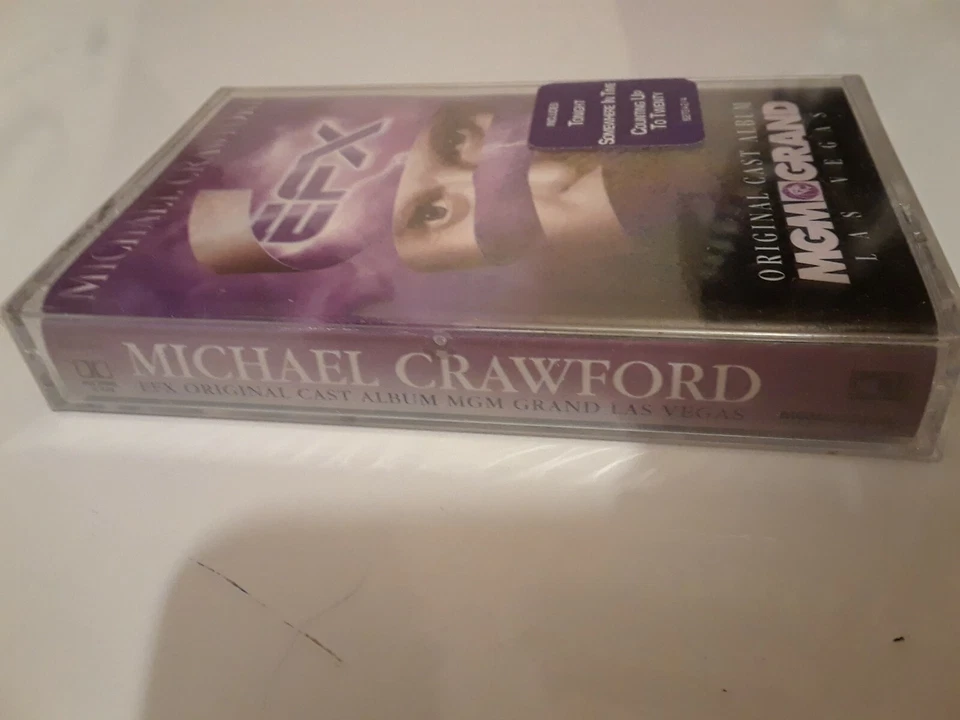 MICHAEL CRAWFORD
EFX
INCLUDES
TONIGHT
SOMEWHERE IN TIME
COUNTING UP
TO TWENTY
ORIGINAL CAST ALBUM
MGM GRAND
LAS VEGAS
MICHAEL CRAWFORD
EFX ORIGINAL CAST ALBUM MGM GRAND LAS VEGAS